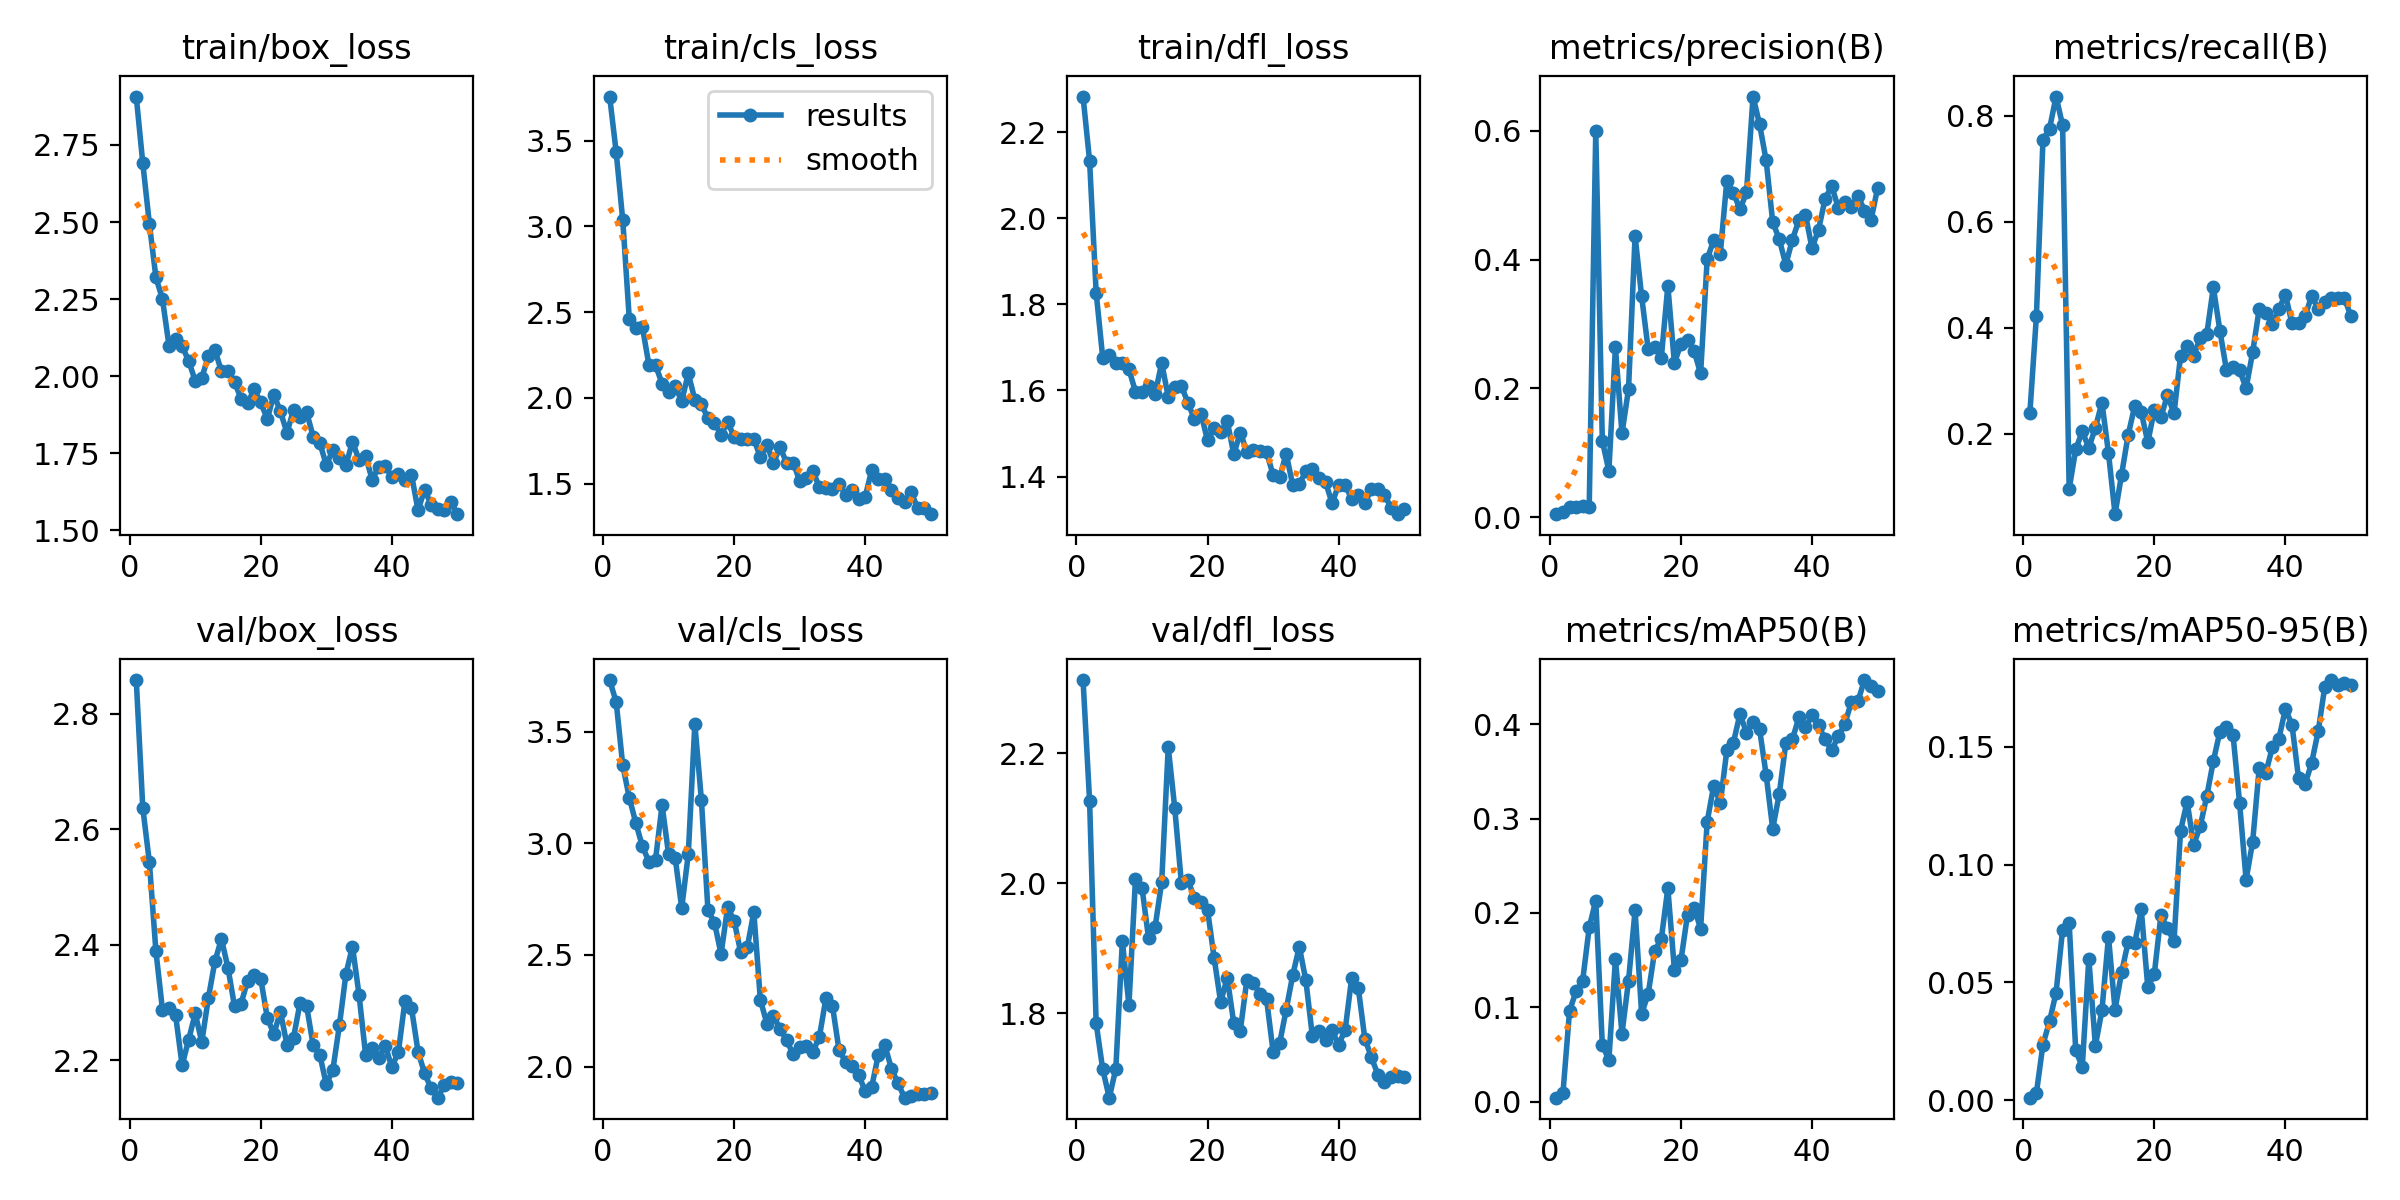 train/box_loss
2.75
2.50
2.25
2.00
1.75
1.50
0 20 40
train/cls_loss
results
smooth
3.5
3.0
2.5
2.0
1.5
0 20 40
train/dfl_loss
2.2
2.0
1.8
1.6
1.4
0 20 40
metrics/precision(B)
0.6
0.4
0.2
0.0
0 20 40
metrics/recall(B)
0.8
0.6
0.4
0.2
0 20 40
val/box_loss
2.8
2.6
2.4
2.2
0 20 40
val/cls_loss
3.5
3.0
2.5
2.0
0 20 40
val/dfl_loss
2.2
2.0
1.8
0 20 40
metrics/mAP50(B)
0.4
0.3
0.2
0.1
0.0
0 20 40
metrics/mAP50-95(B)
0.15
0.10
0.05
0.00
0 20 40